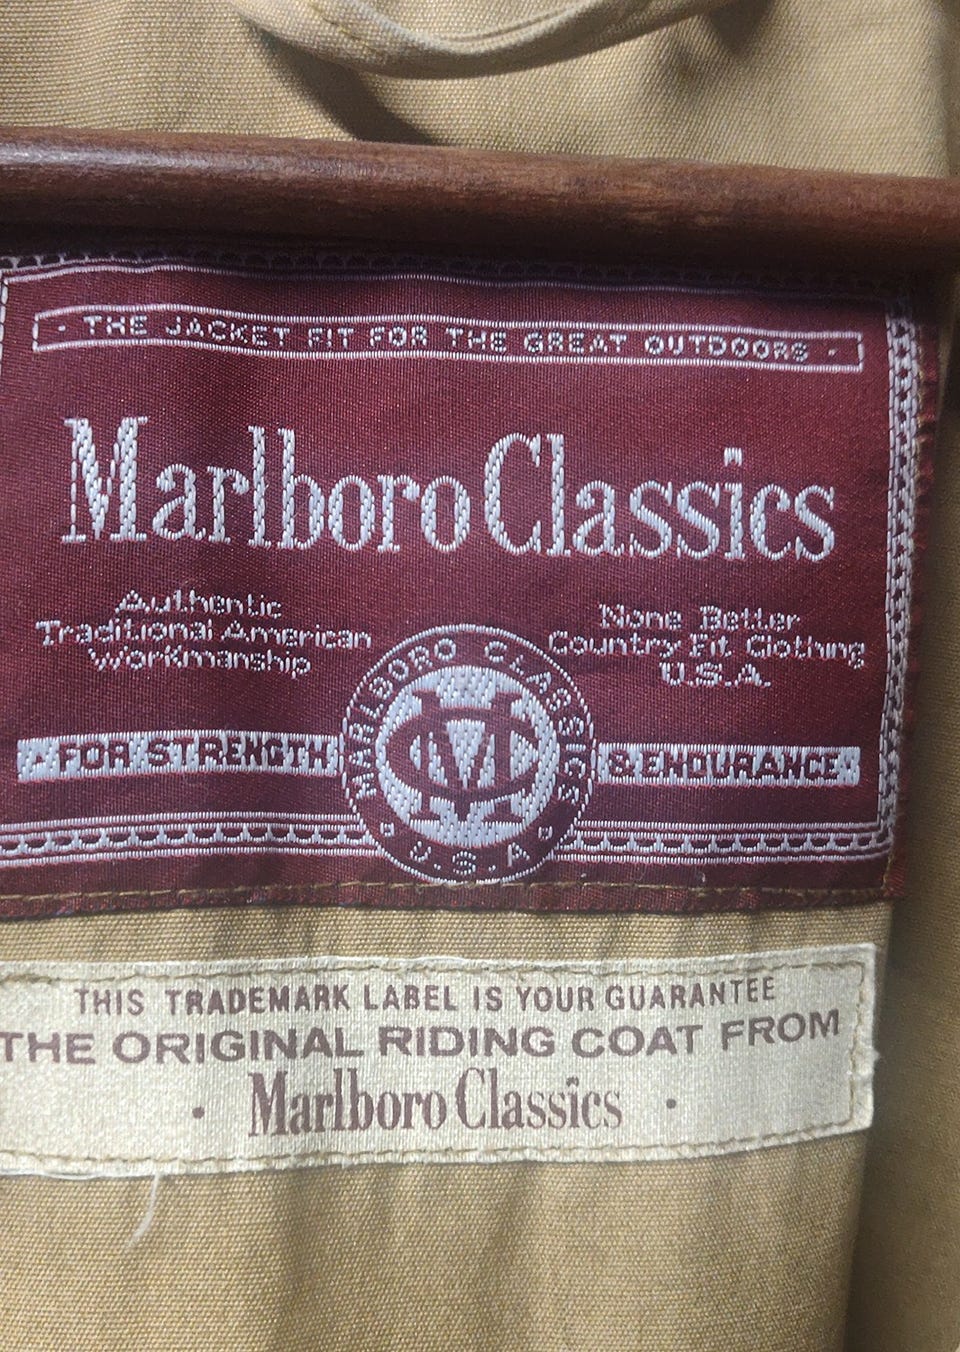 · THE JACKET FIT FOR THE GREAT OUTDOORS ·
Marlboro Classics
Authentic
Traditional American
Workmanship
None Better
Country Fit Clothing
U.S.A.
· FOR STRENGTH
& ENDURANCE ·
MARLBORO CLASSICS
U.S.A
THIS TRADEMARK LABEL IS YOUR GUARANTEE
THE ORIGINAL RIDING COAT FROM
· Marlboro Classics ·